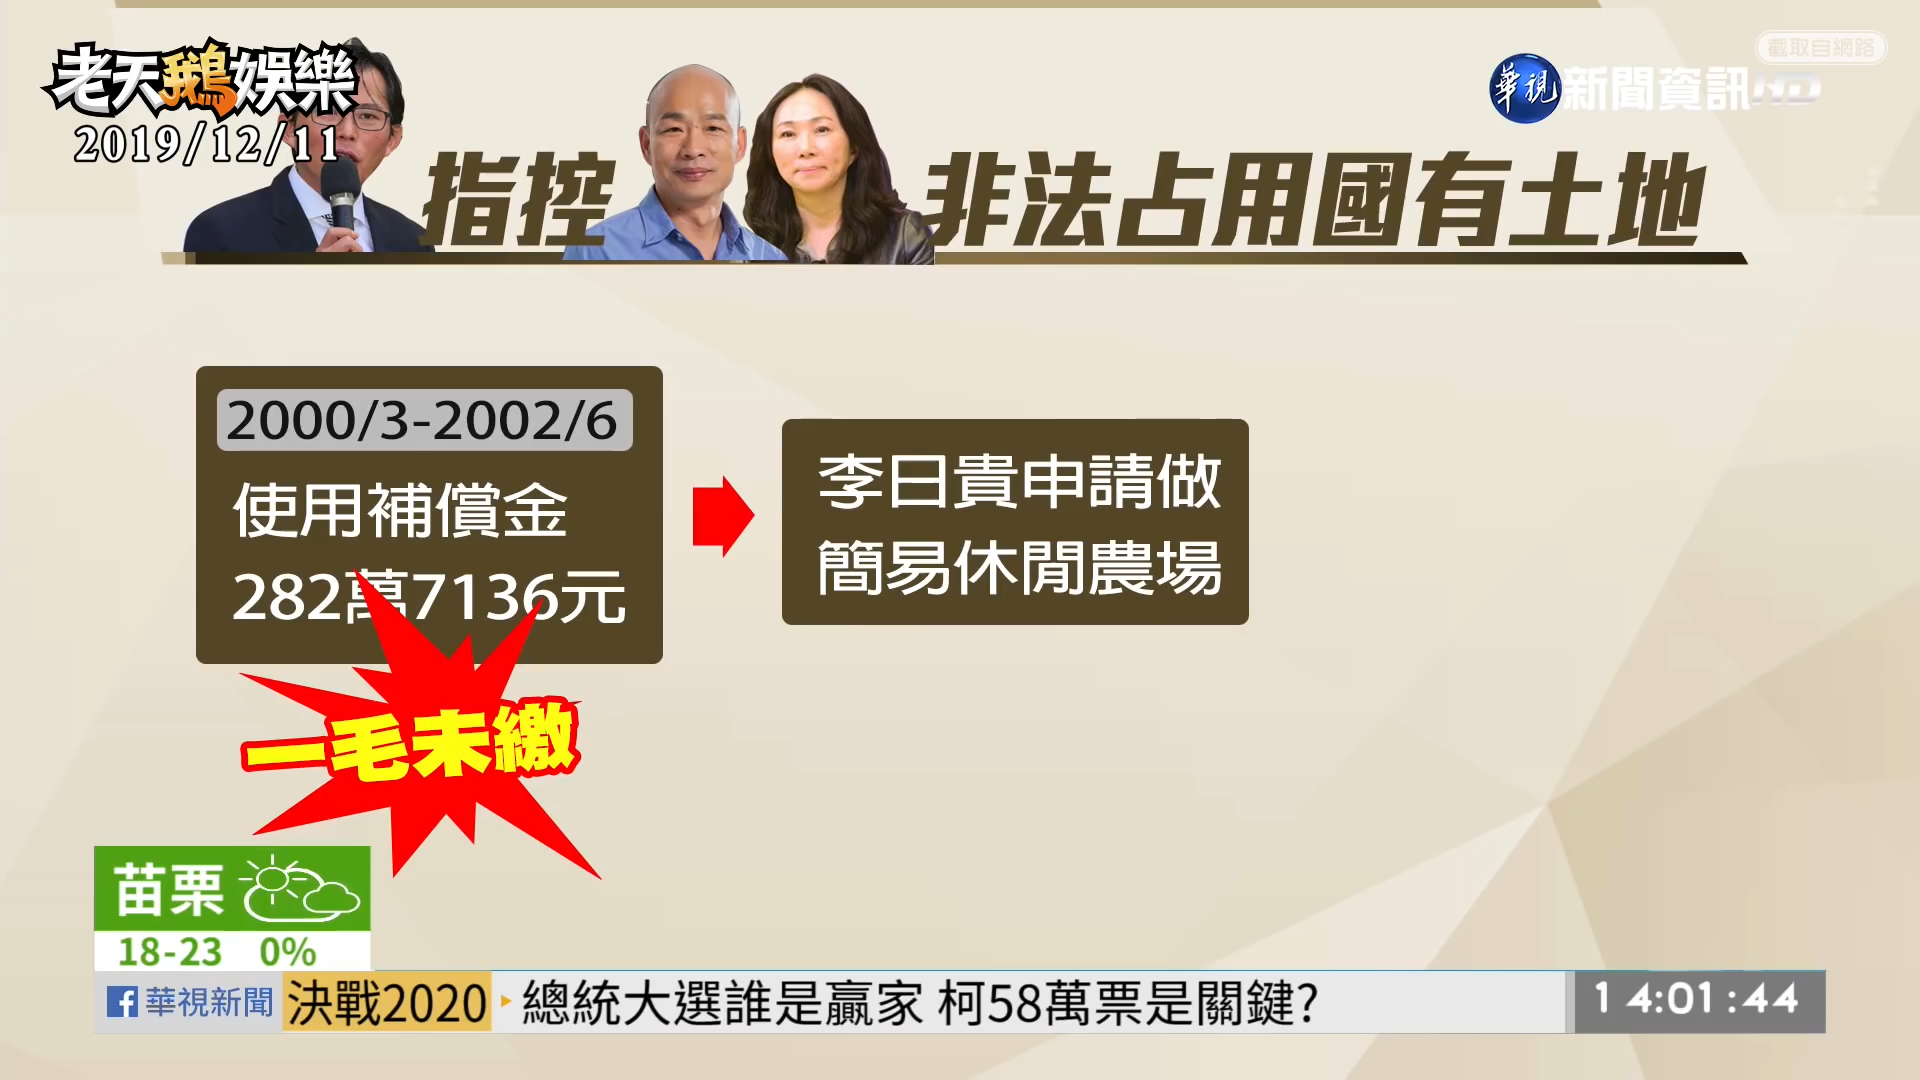 老天鵝娛樂
2019/12/11
截取自網路
華視 新聞資訊HD
指控 非法占用國有土地
2000/3-2002/6
使用補償金
282萬7136元
一毛未繳
李日貴申請做
簡易休閒農場
苗栗
18-23 0%
華視新聞 決戰2020 總統大選誰是贏家 柯58萬票是關鍵? 14:01:44